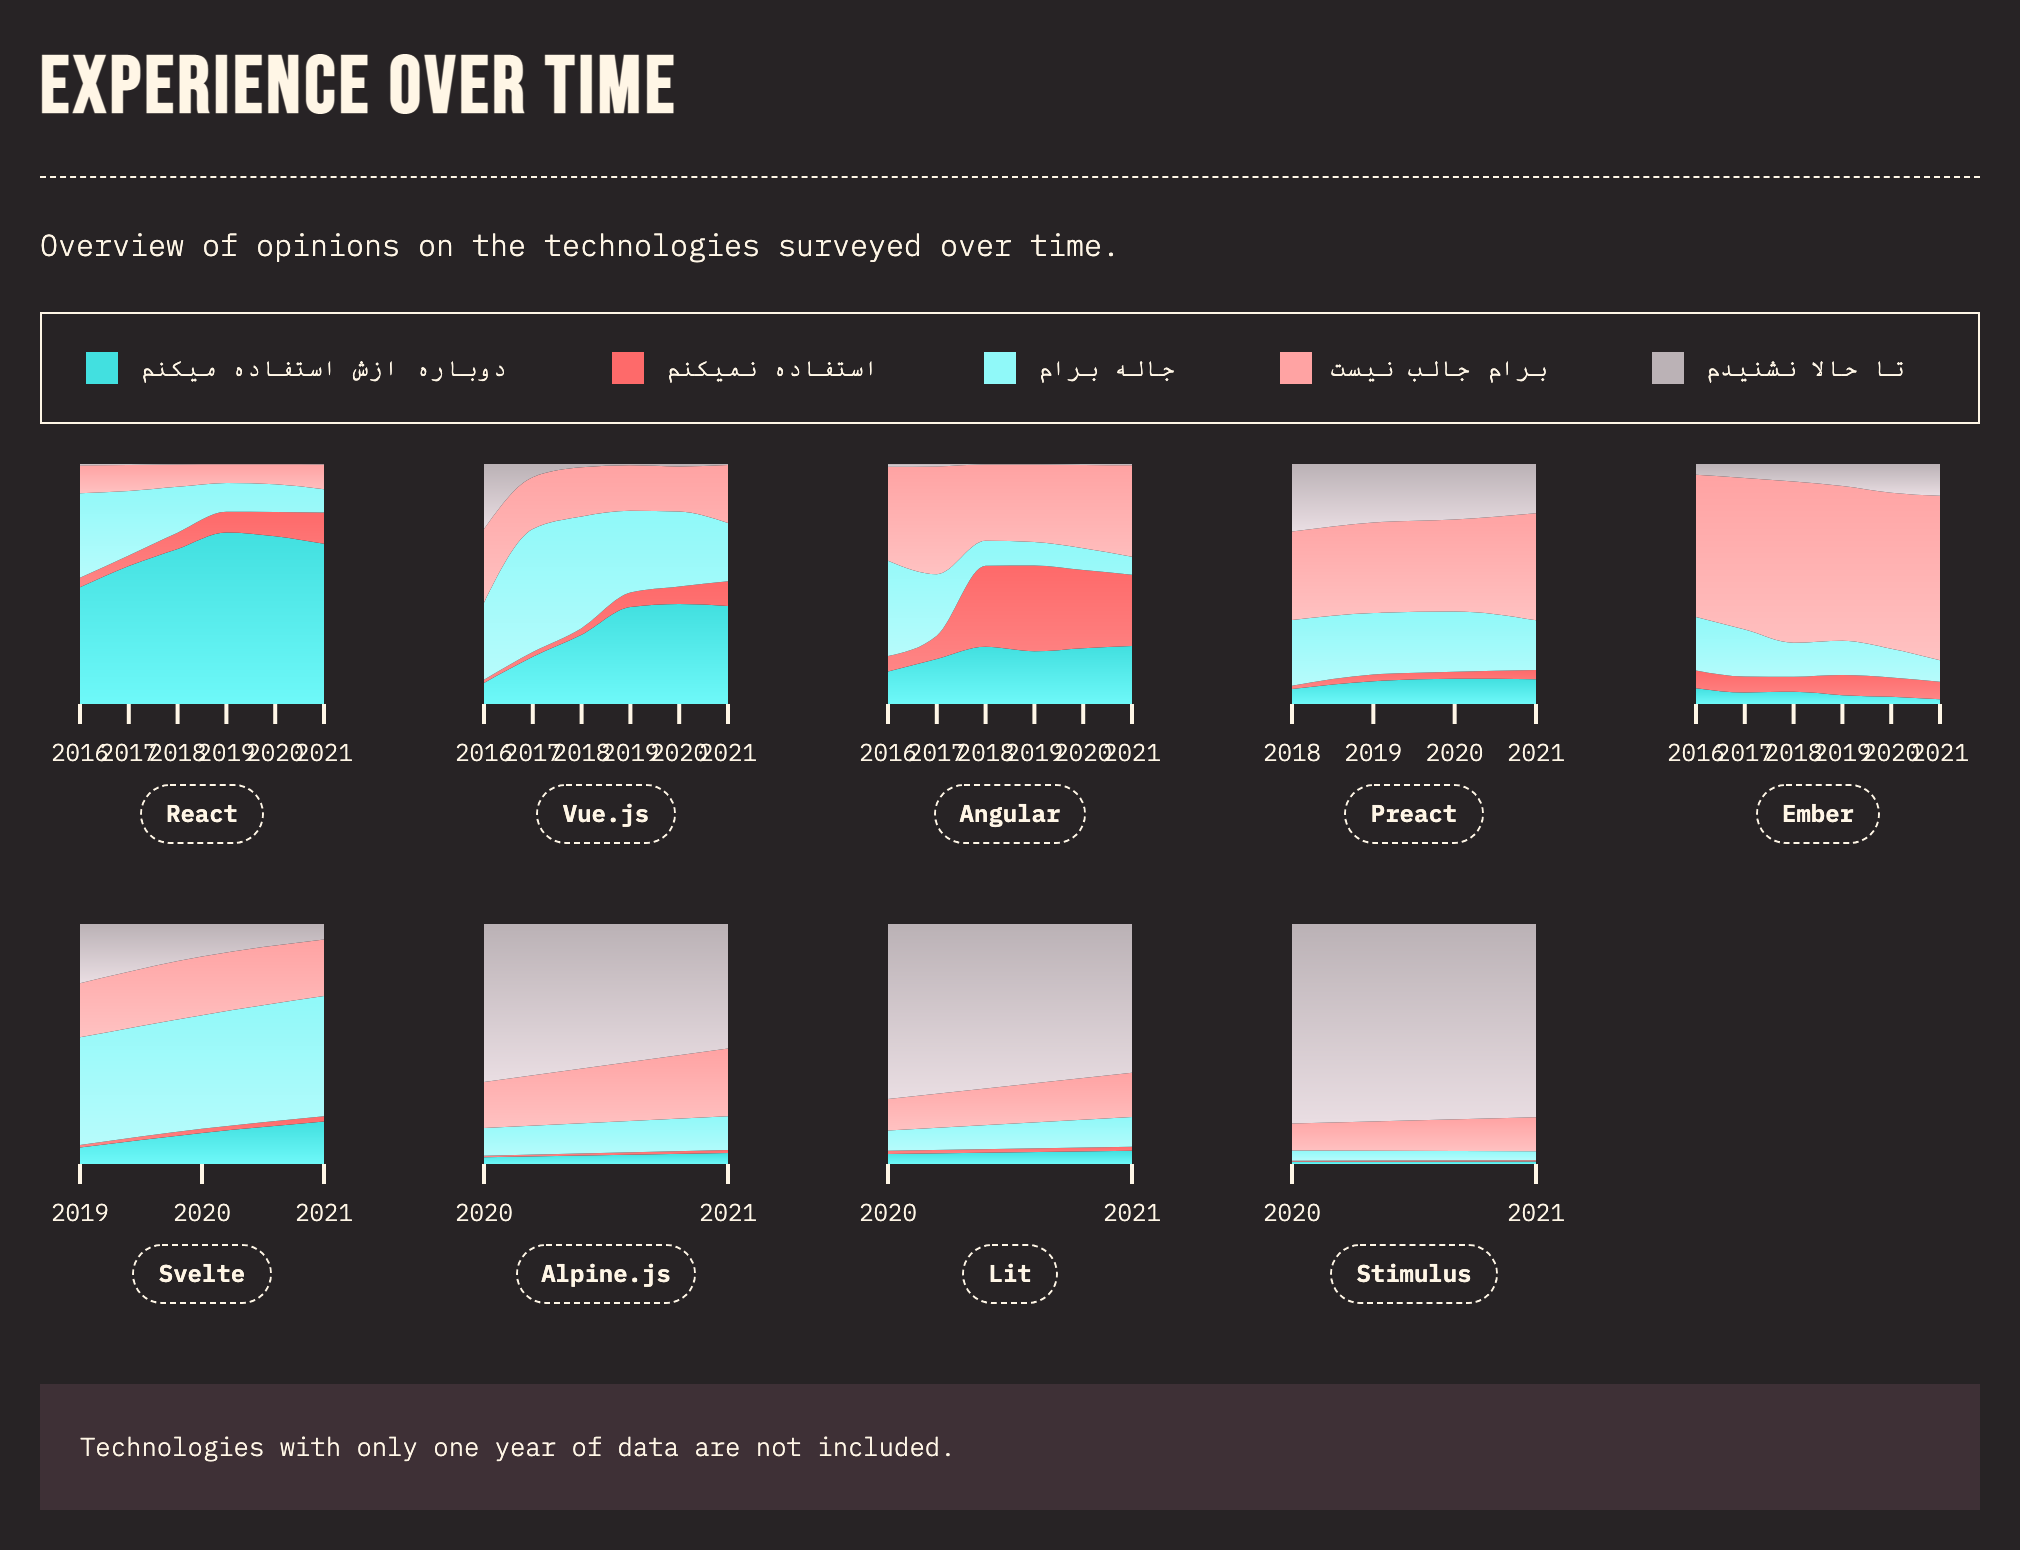 EXPERIENCE OVER TIME
Overview of opinions on the technologies surveyed over time.
دوباره ازش استفاده میکنم
استفاده نمیکنم
جاله برام
برام جالب نیست
تا حالا نشنیدم
2016 2017 2018 2019 2020 2021
React
2016 2017 2018 2019 2020 2021
Vue.js
2016 2017 2018 2019 2020 2021
Angular
2018 2019 2020 2021
Preact
2016 2017 2018 2019 2020 2021
Ember
2019 2020 2021
Svelte
2020 2021
Alpine.js
2020 2021
Lit
2020 2021
Stimulus
Technologies with only one year of data are not included.